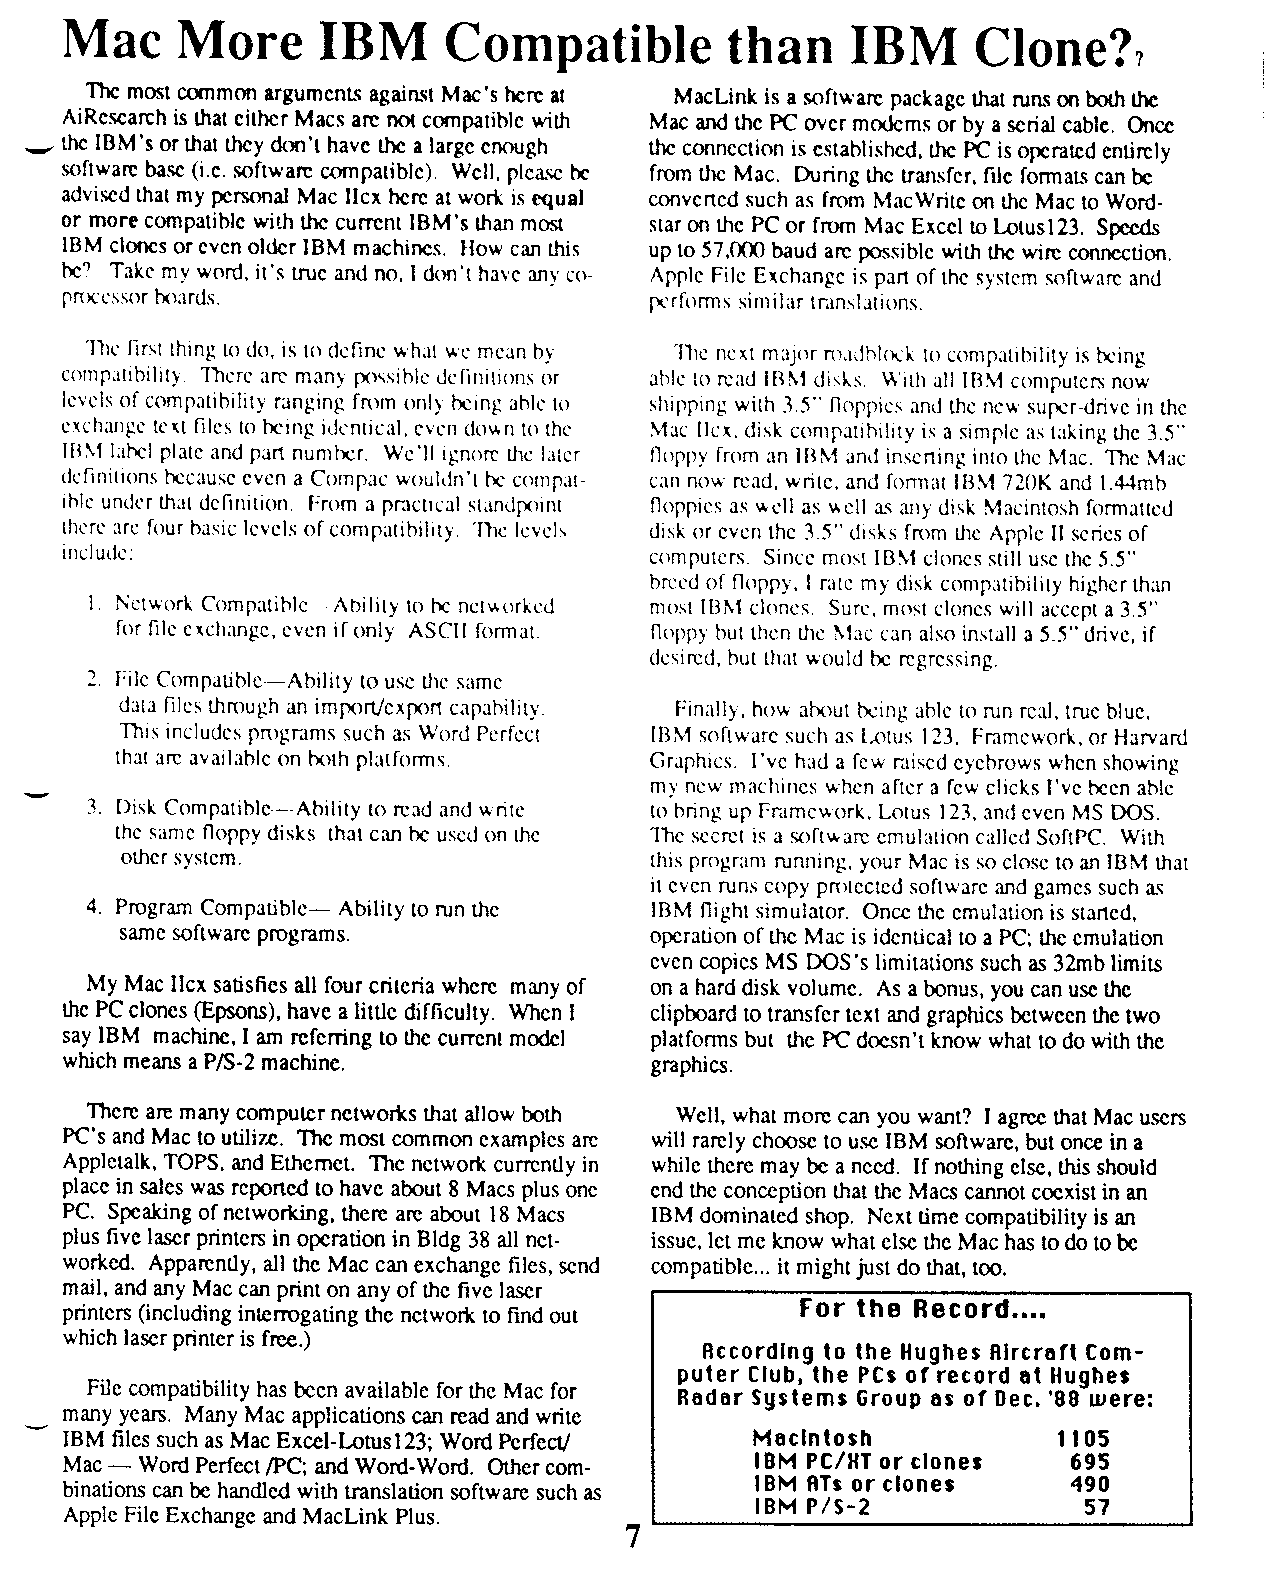 Mac More IBM Compatible than IBM Clone??
The most common arguments against Mac's here at
AiResearch is that either Macs are not compatible with
the IBM's or that they don't have the a large enough
software base (i.e. software compatible). Well, please be
advised that my personal Mac IIcx here at work is equal
or more compatible with the current IBM's than most
IBM clones or even older IBM machines. How can this
be? Take my word, it's true and no, I don't have any co-
processor boards.
The first thing to do, is to define what we mean by
compatibility. There are many possible definitions or
levels of compatibility ranging from only being able to
exchange text files to being identical, even down to the
IBM label plate and part number. We'll ignore the later
definitions because even a Compac wouldn't be compat-
ible under that definition. From a practical standpoint
there are four basic levels of compatibility. The levels
include:
1. Network Compatible - Ability to be networked
for file exchange, even if only ASCII format.
2. File Compatible—Ability to use the same
data files through an import/export capability.
This includes programs such as Word Perfect
that are available on both platforms.
3. Disk Compatible—Ability to read and write
the same floppy disks that can be used on the
other system.
4. Program Compatible— Ability to run the
same software programs.
My Mac IIcx satisfies all four criteria where many of
the PC clones (Epsons), have a little difficulty. When I
say IBM machine, I am referring to the current model
which means a P/S-2 machine.
There are many computer networks that allow both
PC's and Mac to utilize. The most common examples are
Appletalk, TOPS, and Ethernet. The network currently in
place in sales was reported to have about 8 Macs plus one
PC. Speaking of networking, there are about 18 Macs
plus five laser printers in operation in Bldg 38 all net-
worked. Apparently, all the Mac can exchange files, send
mail, and any Mac can print on any of the five laser
printers (including interrogating the network to find out
which laser printer is free.)
File compatibility has been available for the Mac for
many years. Many Mac applications can read and write
IBM files such as Mac Excel-Lotus123; Word Perfect/
Mac — Word Perfect /PC; and Word-Word. Other com-
binations can be handled with translation software such as
Apple File Exchange and MacLink Plus.
MacLink is a software package that runs on both the
Mac and the PC over modems or by a serial cable. Once
the connection is established, the PC is operated entirely
from the Mac. During the transfer, file formats can be
converted such as from MacWrite on the Mac to Word-
star on the PC or from Mac Excel to Lotus123. Speeds
up to 57,000 baud are possible with the wire connection.
Apple File Exchange is part of the system software and
performs similar translations.
The next major roadblock to compatibility is being
able to read IBM disks. With all IBM computers now
shipping with 3.5" floppies and the new super-drive in the
Mac IIcx, disk compatibility is a simple as taking the 3.5"
floppy from an IBM and inserting into the Mac. The Mac
can now read, write, and format IBM 720K and 1.44mb
floppies as well as well as any disk Macintosh formatted
disk or even the 3.5" disks from the Apple II series of
computers. Since most IBM clones still use the 5.5"
breed of floppy, I rate my disk compatibility higher than
most IBM clones. Sure, most clones will accept a 3.5"
floppy but then the Mac can also install a 5.5" drive, if
desired, but that would be regressing.
Finally, how about being able to run real, true blue,
IBM software such as Lotus 123, Framework, or Harvard
Graphics. I've had a few raised eyebrows when showing
my new machines when after a few clicks I've been able
to bring up Framework, Lotus 123, and even MS DOS.
The secret is a software emulation called SoftPC. With
this program running, your Mac is so close to an IBM that
it even runs copy protected software and games such as
IBM flight simulator. Once the emulation is started,
operation of the Mac is identical to a PC; the emulation
even copies MS DOS's limitations such as 32mb limits
on a hard disk volume. As a bonus, you can use the
clipboard to transfer text and graphics between the two
platforms but the PC doesn't know what to do with the
graphics.
Well, what more can you want? I agree that Mac users
will rarely choose to use IBM software, but once in a
while there may be a need. If nothing else, this should
end the conception that the Macs cannot coexist in an
IBM dominated shop. Next time compatibility is an
issue, let me know what else the Mac has to do to be
compatible... it might just do that, too.
For the Record....
According to the Hughes Aircraft Com-
puter Club, the PCs of record at Hughes
Radar Systems Group as of Dec. '88 were:
Macintosh 1105
IBM PC/XT or clones 695
IBM ATs or clones 490
IBM P/S-2 57
7